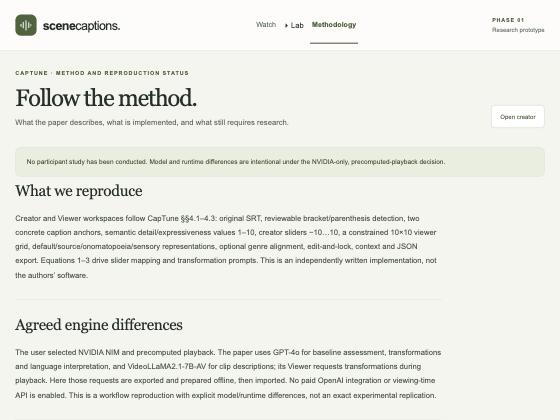 scenecaptions.
Watch Lab Methodology
PHASE 01
Research prototype
CAPTUNE · METHOD AND REPRODUCTION STATUS
Follow the method.
What the paper describes, what is implemented, and what still requires research.
Open creator
No participant study has been conducted. Model and runtime differences are intentional under the NVIDIA-only, precomputed-playback decision.
What we reproduce
Creator and Viewer workspaces follow CapTune §§4.1–4.3: original SRT, reviewable bracket/parenthesis detection, two
concrete caption anchors, semantic detail/expressiveness values 1–10, creator sliders −10…10, a constrained 10×10 viewer
grid, default/source/onomatopoeia/sensory representations, optional genre alignment, edit-and-lock, context and JSON
export. Equations 1–3 drive slider mapping and transformation prompts. This is an independently written implementation, not
the authors' software.
Agreed engine differences
The user selected NVIDIA NIM and precomputed playback. The paper uses GPT-4o for baseline assessment, transformations
and language interpretation, and VideoLLaMA2.1-7B-AV for clip descriptions; its Viewer requests transformations during
playback. Here those requests are exported and prepared offline, then imported. No paid OpenAI integration or viewing-time
API is enabled. This is a workflow reproduction with explicit model/runtime differences, not an exact experimental replication.